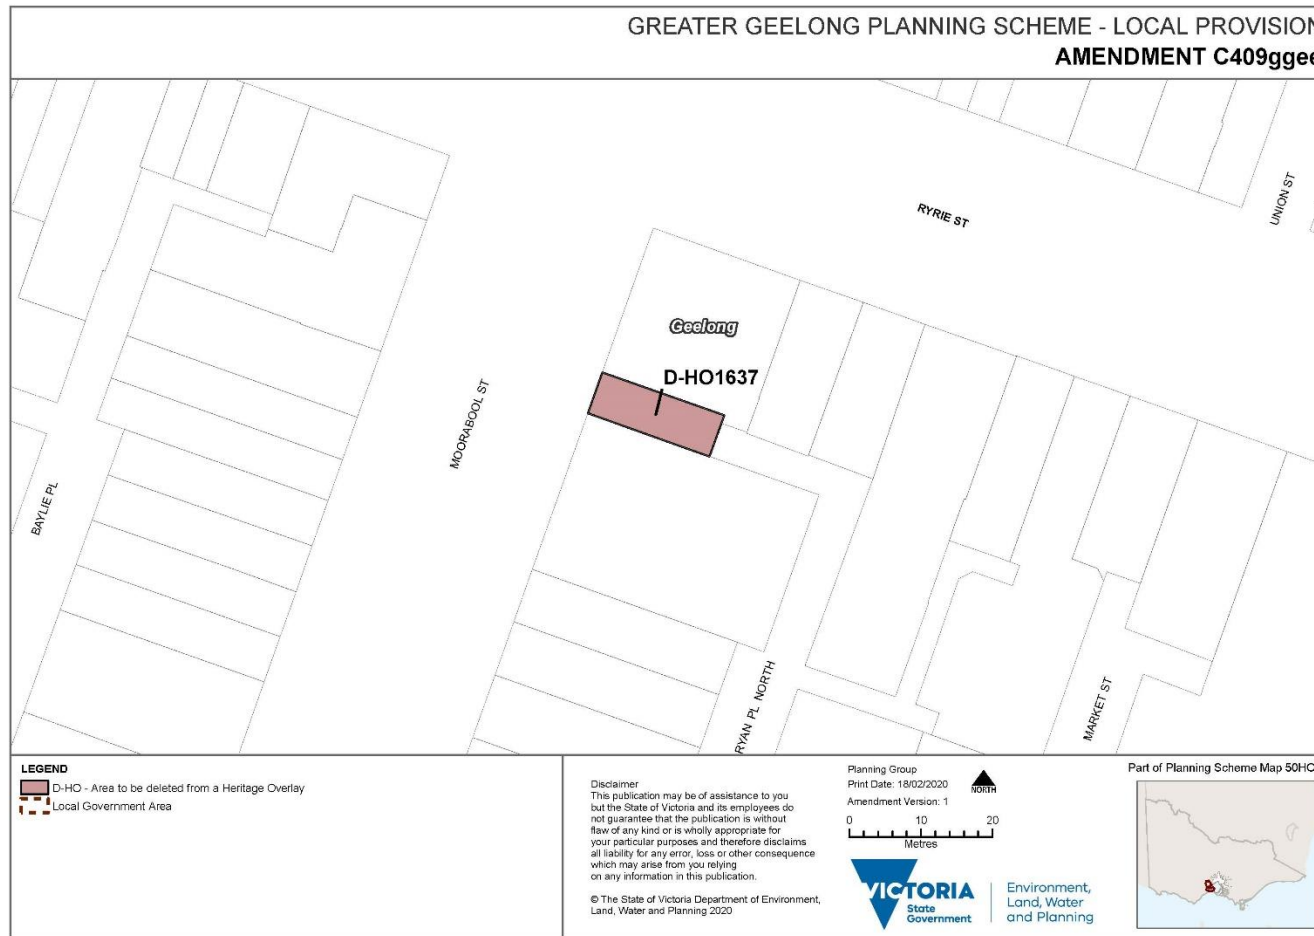 GREATER GEELONG PLANNING SCHEME - LOCAL PROVISION
AMENDMENT C409ggee
RYRIE ST
UNION ST
Geelong
D-HO1637
MOORABOOL ST
BAYLIE PL
RYAN PL NORTH
MARKET ST
LEGEND
D-HO - Area to be deleted from a Heritage Overlay
Local Government Area
Disclaimer
This publication may be of assistance to you
but the State of Victoria and its employees do
not guarantee that the publication is without
flaw of any kind or is wholly appropriate for
your particular purposes and therefore disclaims
all liability for any error, loss or other consequence
which may arise from you relying
on any information in this publication.
© The State of Victoria Department of Environment,
Land, Water and Planning 2020
Planning Group
Print Date: 18/02/2020
Amendment Version: 1
NORTH
0 10 20
Metres
VICTORIA
State
Government
Environment,
Land, Water
and Planning
Part of Planning Scheme Map 50HO